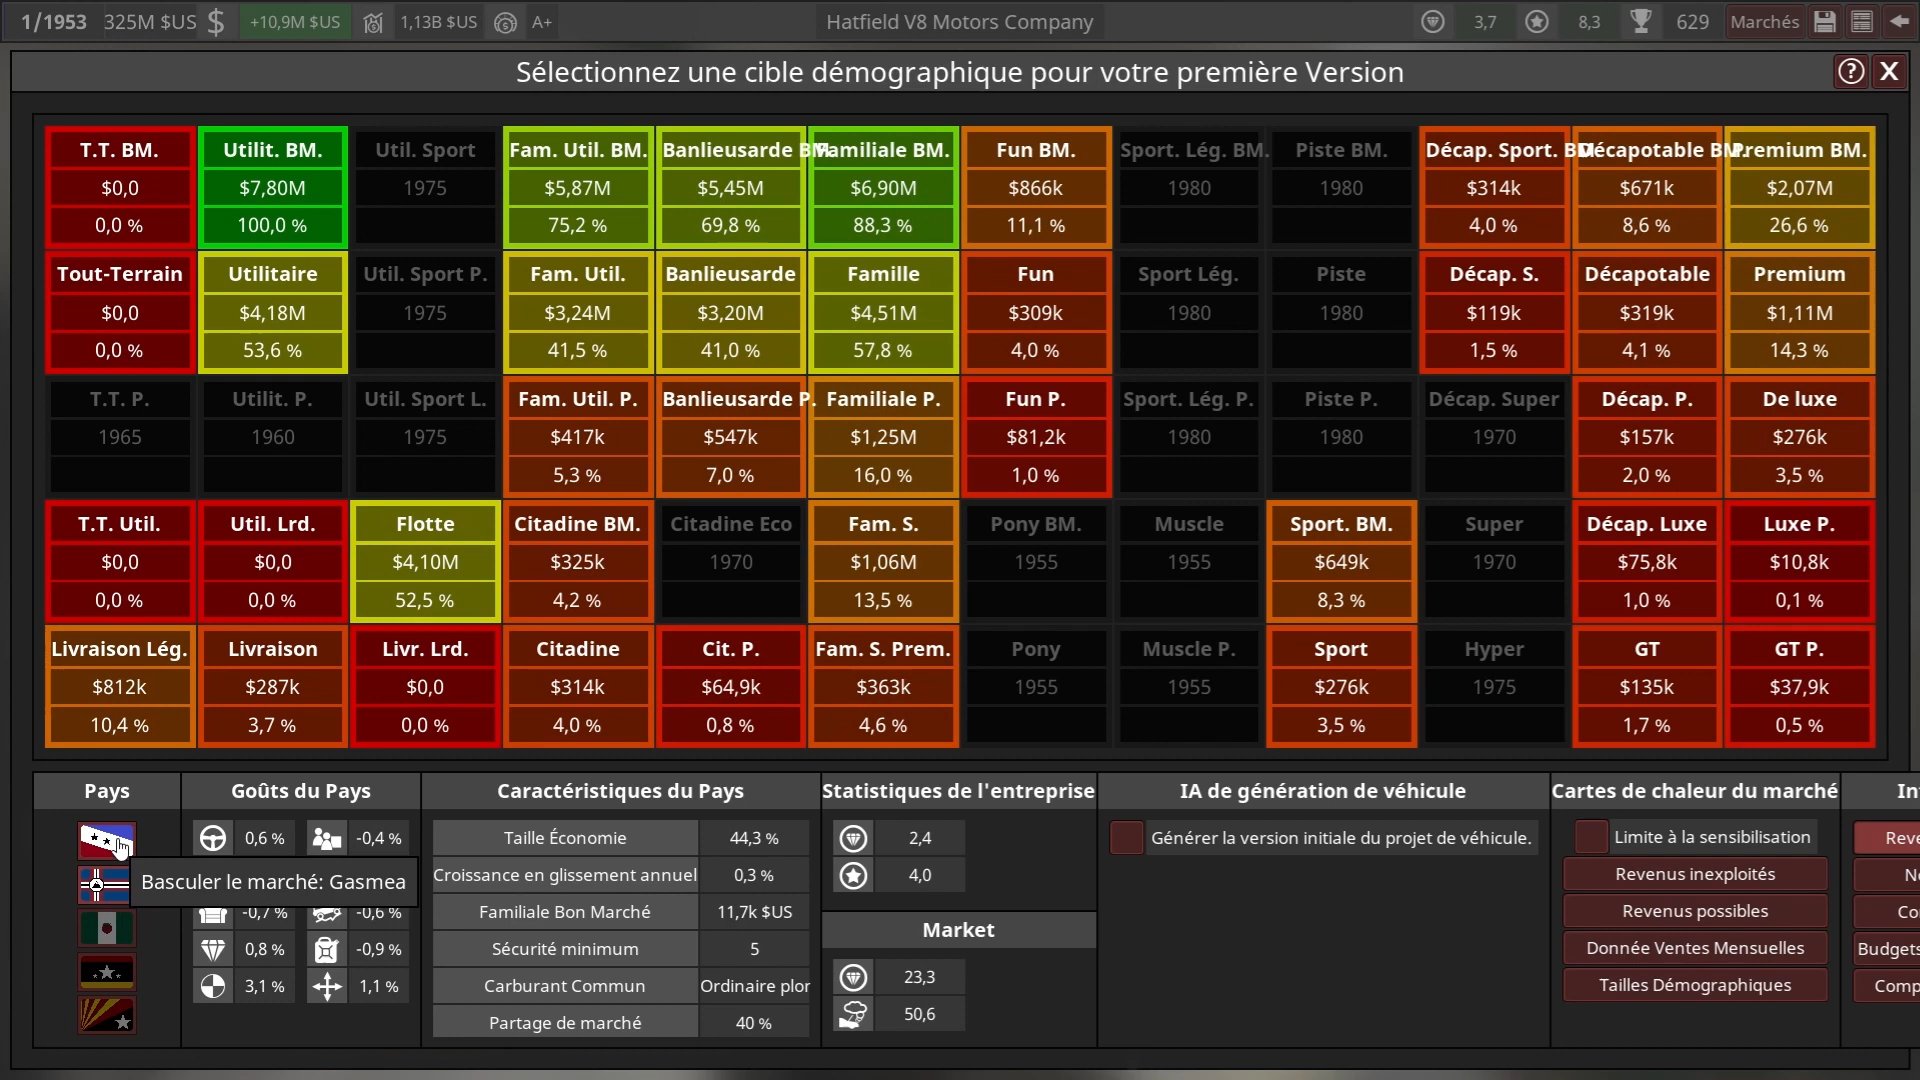 1/1953 325M $US +10,9M $US 1,13B $US A+ Hatfield V8 Motors Company 3,7 8,3 629 Marchés
Sélectionnez une cible démographique pour votre première Version
T.T. BM. Utilit. BM. Util. Sport Fam. Util. BM. Banlieusarde BM. Familiale BM. Fun BM. Sport. Lég. BM. Piste BM. Décap. Sport. BM. Décapotable BM. Premium BM.
$0,0 $7,80M 1975 $5,87M $5,45M $6,90M $866k 1980 1980 $314k $671k $2,07M
0,0 % 100,0 % 75,2 % 69,8 % 88,3 % 11,1 % 4,0 % 8,6 % 26,6 %
Tout-Terrain Utilitaire Util. Sport P. Fam. Util. Banlieusarde Famille Fun Sport Lég. Piste Décap. S. Décapotable Premium
$0,0 $4,18M 1975 $3,24M $3,20M $4,51M $309k 1980 1980 $119k $319k $1,11M
0,0 % 53,6 % 41,5 % 41,0 % 57,8 % 4,0 % 1,5 % 4,1 % 14,3 %
T.T. P. Utilit. P. Util. Sport L. Fam. Util. P. Banlieusarde P. Familiale P. Fun P. Sport. Lég. P. Piste P. Décap. Super Décap. P. De luxe
1965 1960 1975 $417k $547k $1,25M $81,2k 1980 1980 1970 $157k $276k
5,3 % 7,0 % 16,0 % 1,0 % 2,0 % 3,5 %
T.T. Util. Util. Lrd. Flotte Citadine BM. Citadine Eco Fam. S. Pony BM. Muscle Sport. BM. Super Décap. Luxe Luxe P.
$0,0 $0,0 $4,10M $325k 1970 $1,06M 1955 1955 $649k 1970 $75,8k $10,8k
0,0 % 0,0 % 52,5 % 4,2 % 13,5 % 8,3 % 1,0 % 0,1 %
Livraison Lég. Livraison Livr. Lrd. Citadine Cit. P. Fam. S. Prem. Pony Muscle P. Sport Hyper GT GT P.
$812k $287k $0,0 $314k $64,9k $363k 1955 1955 $276k 1975 $135k $37,9k
10,4 % 3,7 % 0,0 % 4,0 % 0,8 % 4,6 % 3,5 % 1,7 % 0,5 %
Pays
Basculer le marché: Gasmea
Goûts du Pays
0,6 % -0,4 %
-0,7 % -0,6 %
0,8 % -0,9 %
3,1 % 1,1 %
Caractéristiques du Pays
Taille Économie 44,3 %
Croissance en glissement annuel 0,3 %
Familiale Bon Marché 11,7k $US
Sécurité minimum 5
Carburant Commun Ordinaire plor
Partage de marché 40 %
Statistiques de l'entreprise
2,4
4,0
Market
23,3
50,6
IA de génération de véhicule
Générer la version initiale du projet de véhicule.
Cartes de chaleur du marché
Limite à la sensibilisation
Revenus inexploités
Revenus possibles
Donnée Ventes Mensuelles
Tailles Démographiques
Int
Reve
No
Co
Budgets
Comp